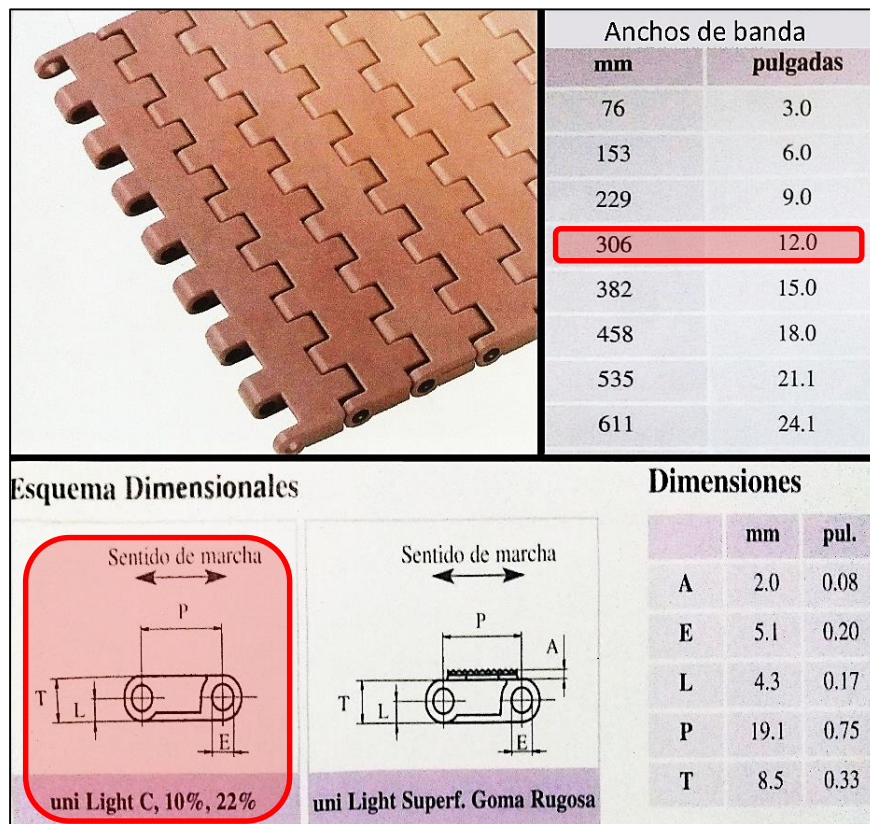 Anchos de banda
mm pulgadas
76 3.0
153 6.0
229 9.0
306 12.0
382 15.0
458 18.0
535 21.1
611 24.1
Esquema Dimensionales
Sentido de marcha
P
T
L
E
uni Light C, 10%, 22%
Sentido de marcha
P
A
T
L
E
uni Light Superf. Goma Rugosa
Dimensiones
mm pul.
A 2.0 0.08
E 5.1 0.20
L 4.3 0.17
P 19.1 0.75
T 8.5 0.33